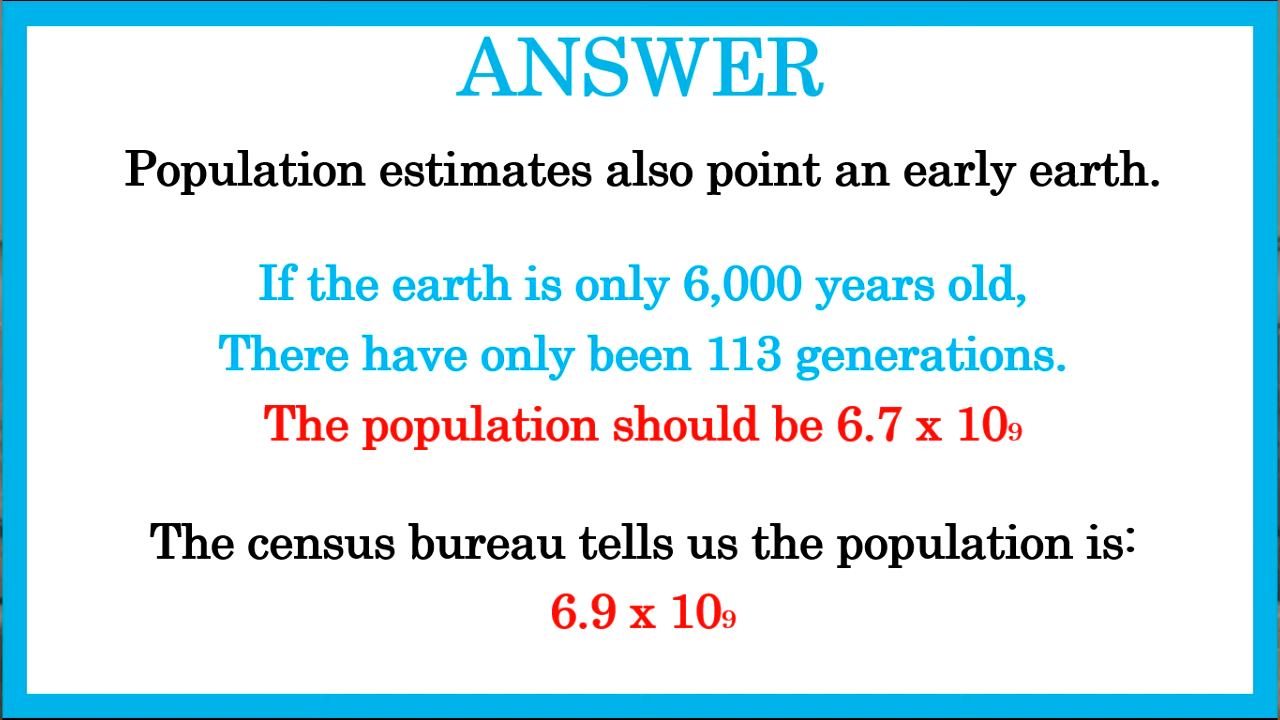 ANSWER
Population estimates also point an early earth.
If the earth is only 6,000 years old,
There have only been 113 generations.
The population should be 6.7 x 10₉
The census bureau tells us the population is:
6.9 x 10₉